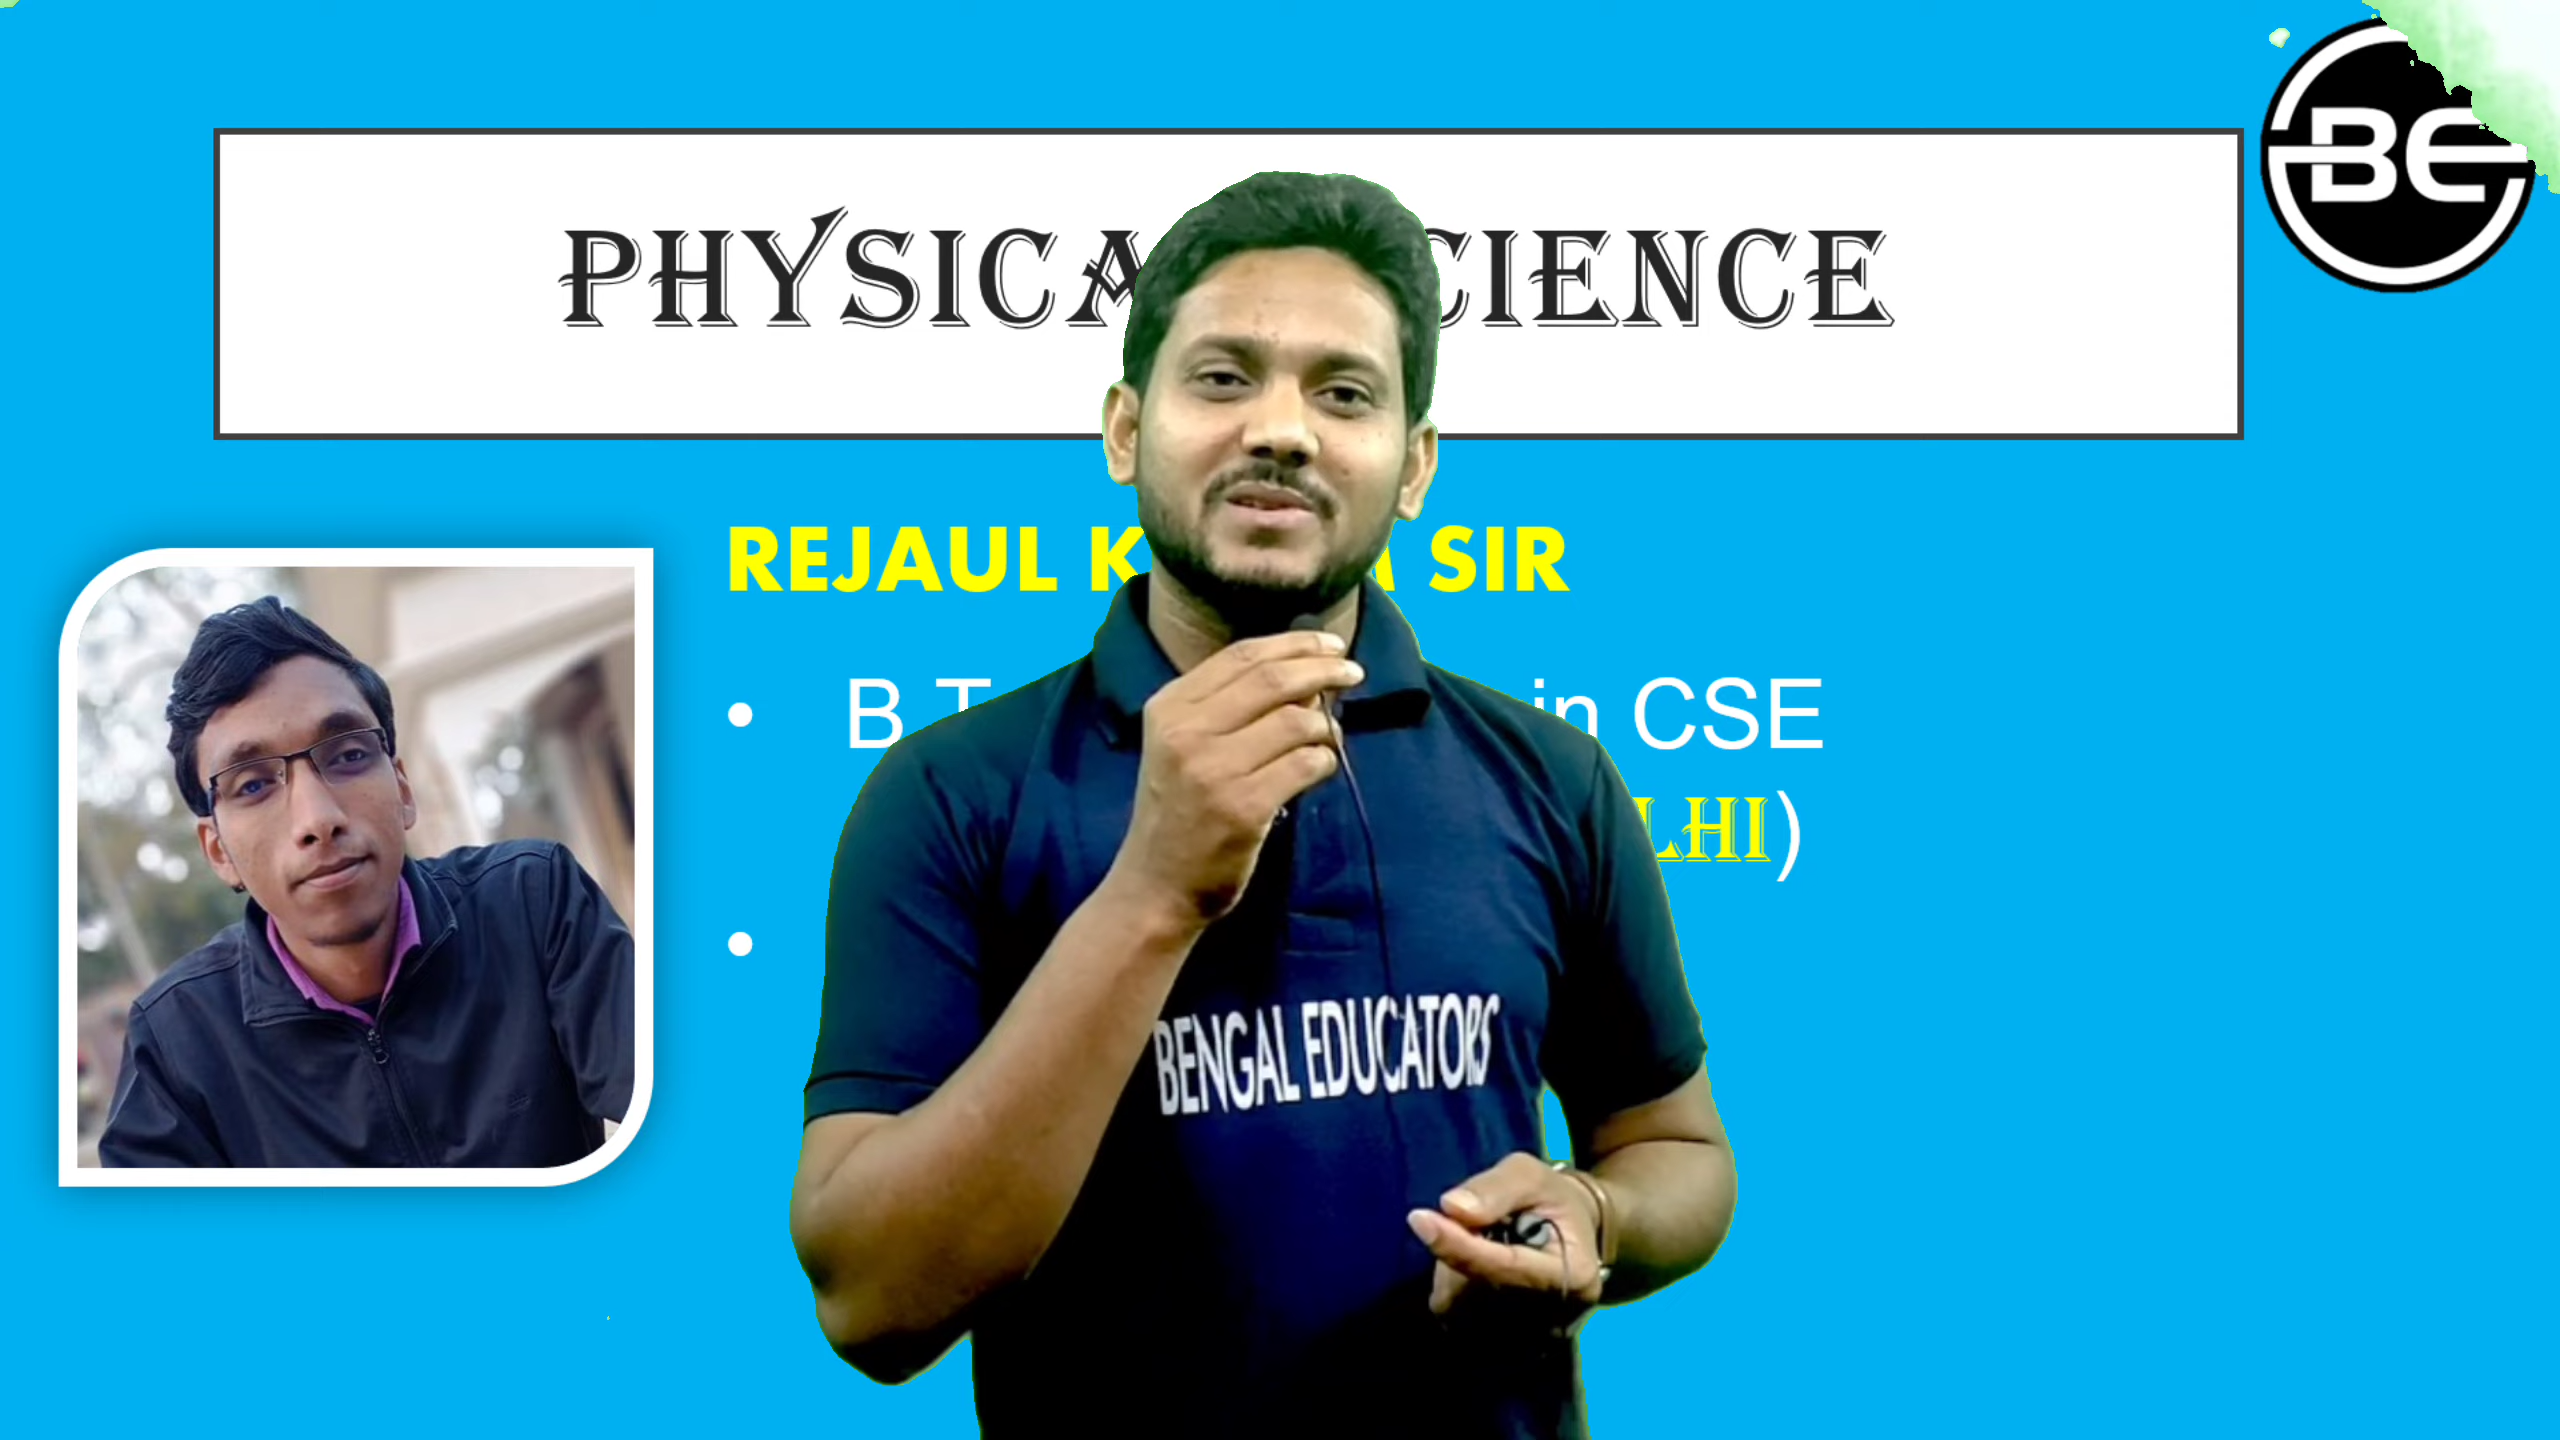 PHYSICA CIENCE
BE
REJAUL K SIR
• B.T in CSE
LHI)
•
BENGAL EDUCATORS